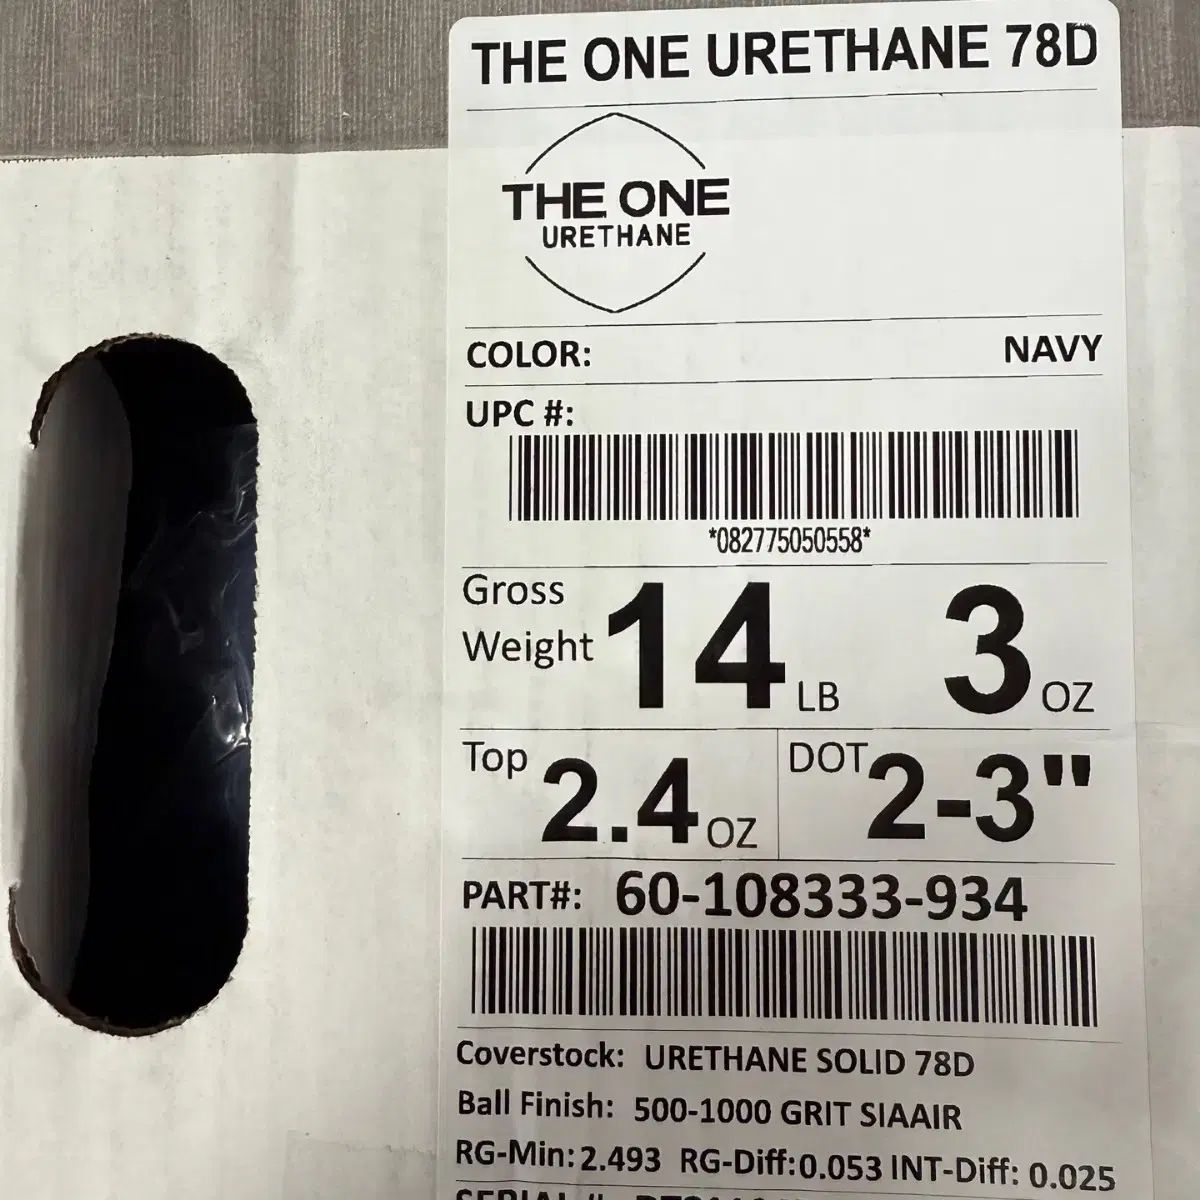 THE ONE URETHANE 78D
THE ONE
URETHANE
COLOR: NAVY
UPC #:
*082775050558*
Gross
Weight 14 LB 3 OZ
Top 2.4 OZ DOT 2-3"
PART#: 60-108333-934
Coverstock: URETHANE SOLID 78D
Ball Finish: 500-1000 GRIT SIAAIR
RG-Min: 2.493 RG-Diff: 0.053 INT-Diff: 0.025
SERIAL #: